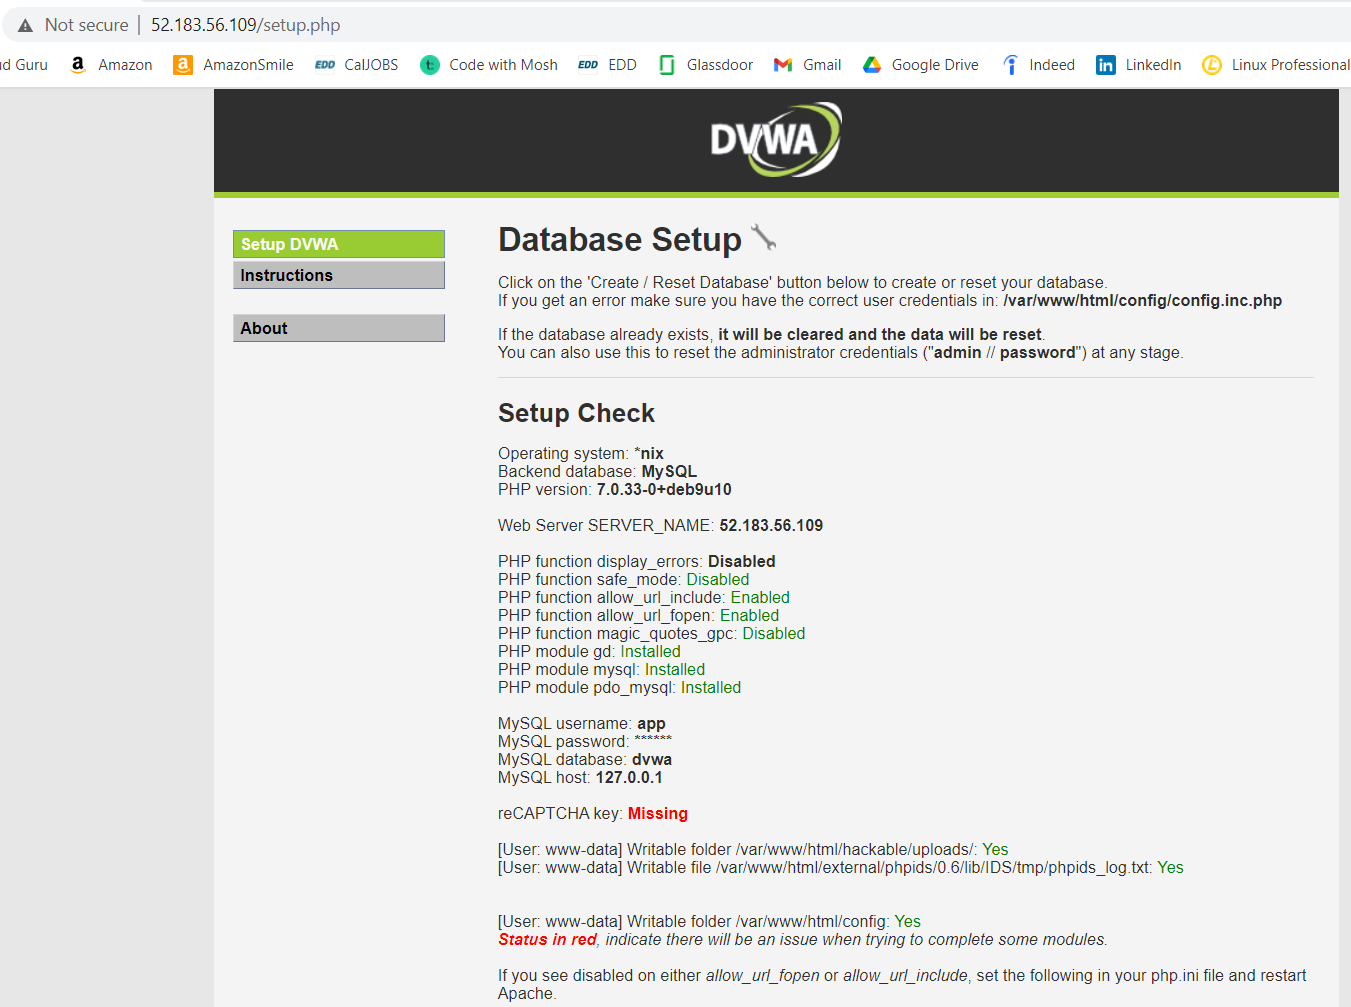 Not secure | 52.183.56.109/setup.php
d Guru Amazon AmazonSmile EDD CalJOBS Code with Mosh EDD EDD Glassdoor Gmail Google Drive Indeed LinkedIn Linux Professional
DVWA
Setup DVWA
Instructions
About
Database Setup
Click on the 'Create / Reset Database' button below to create or reset your database.
If you get an error make sure you have the correct user credentials in: /var/www/html/config/config.inc.php
If the database already exists, it will be cleared and the data will be reset.
You can also use this to reset the administrator credentials ("admin // password") at any stage.
Setup Check
Operating system: *nix
Backend database: MySQL
PHP version: 7.0.33-0+deb9u10
Web Server SERVER_NAME: 52.183.56.109
PHP function display_errors: Disabled
PHP function safe_mode: Disabled
PHP function allow_url_include: Enabled
PHP function allow_url_fopen: Enabled
PHP function magic_quotes_gpc: Disabled
PHP module gd: Installed
PHP module mysql: Installed
PHP module pdo_mysql: Installed
MySQL username: app
MySQL password: ******
MySQL database: dvwa
MySQL host: 127.0.0.1
reCAPTCHA key: Missing
[User: www-data] Writable folder /var/www/html/hackable/uploads/: Yes
[User: www-data] Writable file /var/www/html/external/phpids/0.6/lib/IDS/tmp/phpids_log.txt: Yes
[User: www-data] Writable folder /var/www/html/config: Yes
Status in red, indicate there will be an issue when trying to complete some modules.
If you see disabled on either allow_url_fopen or allow_url_include, set the following in your php.ini file and restart
Apache.